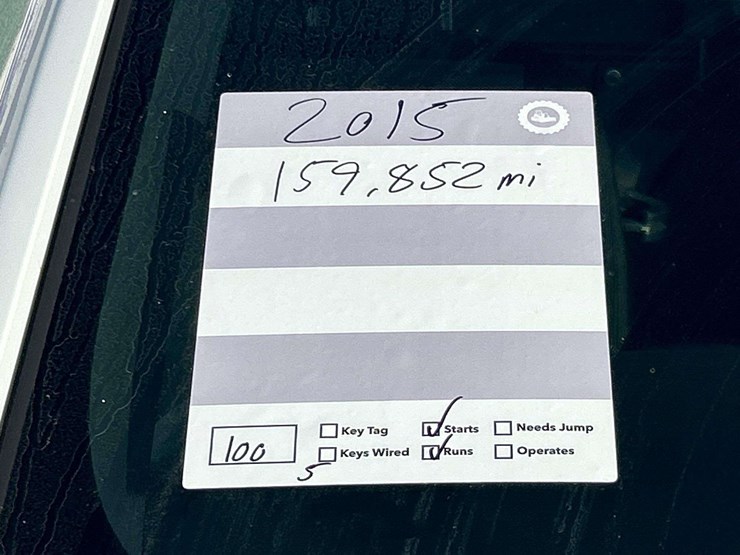 2015
159,852 mi
100
Key Tag Starts Needs Jump
Keys Wired Runs Operates
5